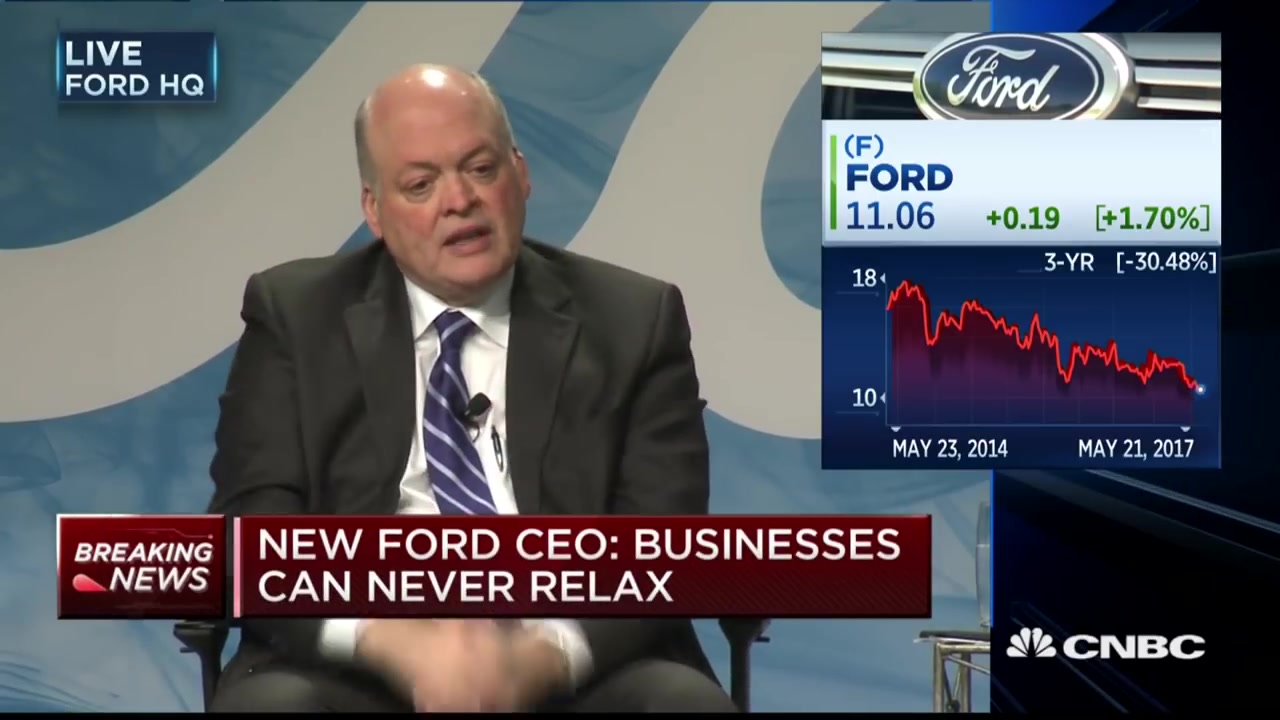 LIVE
FORD HQ
Ford
(F)
FORD
11.06 +0.19 [+1.70%]
3-YR [-30.48%]
18
10
MAY 23, 2014 MAY 21, 2017
BREAKING
NEWS
NEW FORD CEO: BUSINESSES
CAN NEVER RELAX
CNBC